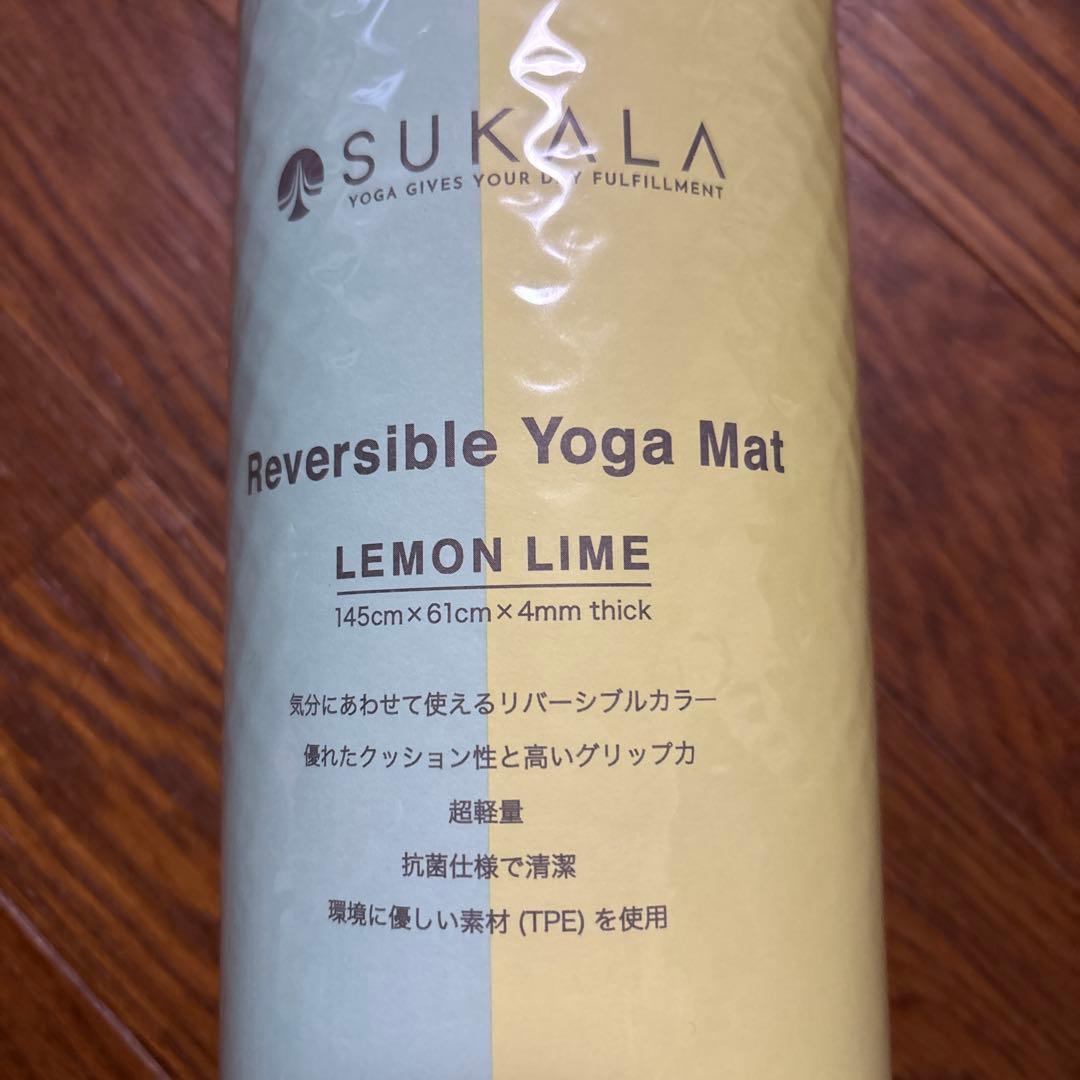 SUKALA
YOGA GIVES YOUR DAY FULFILLMENT
Reversible Yoga Mat
LEMON LIME
145cm×61cm×4mm thick
気分にあわせて使えるリバーシブルカラー
優れたクッション性と高いグリップ力
超軽量
抗菌仕様で清潔
環境に優しい素材 (TPE) を使用